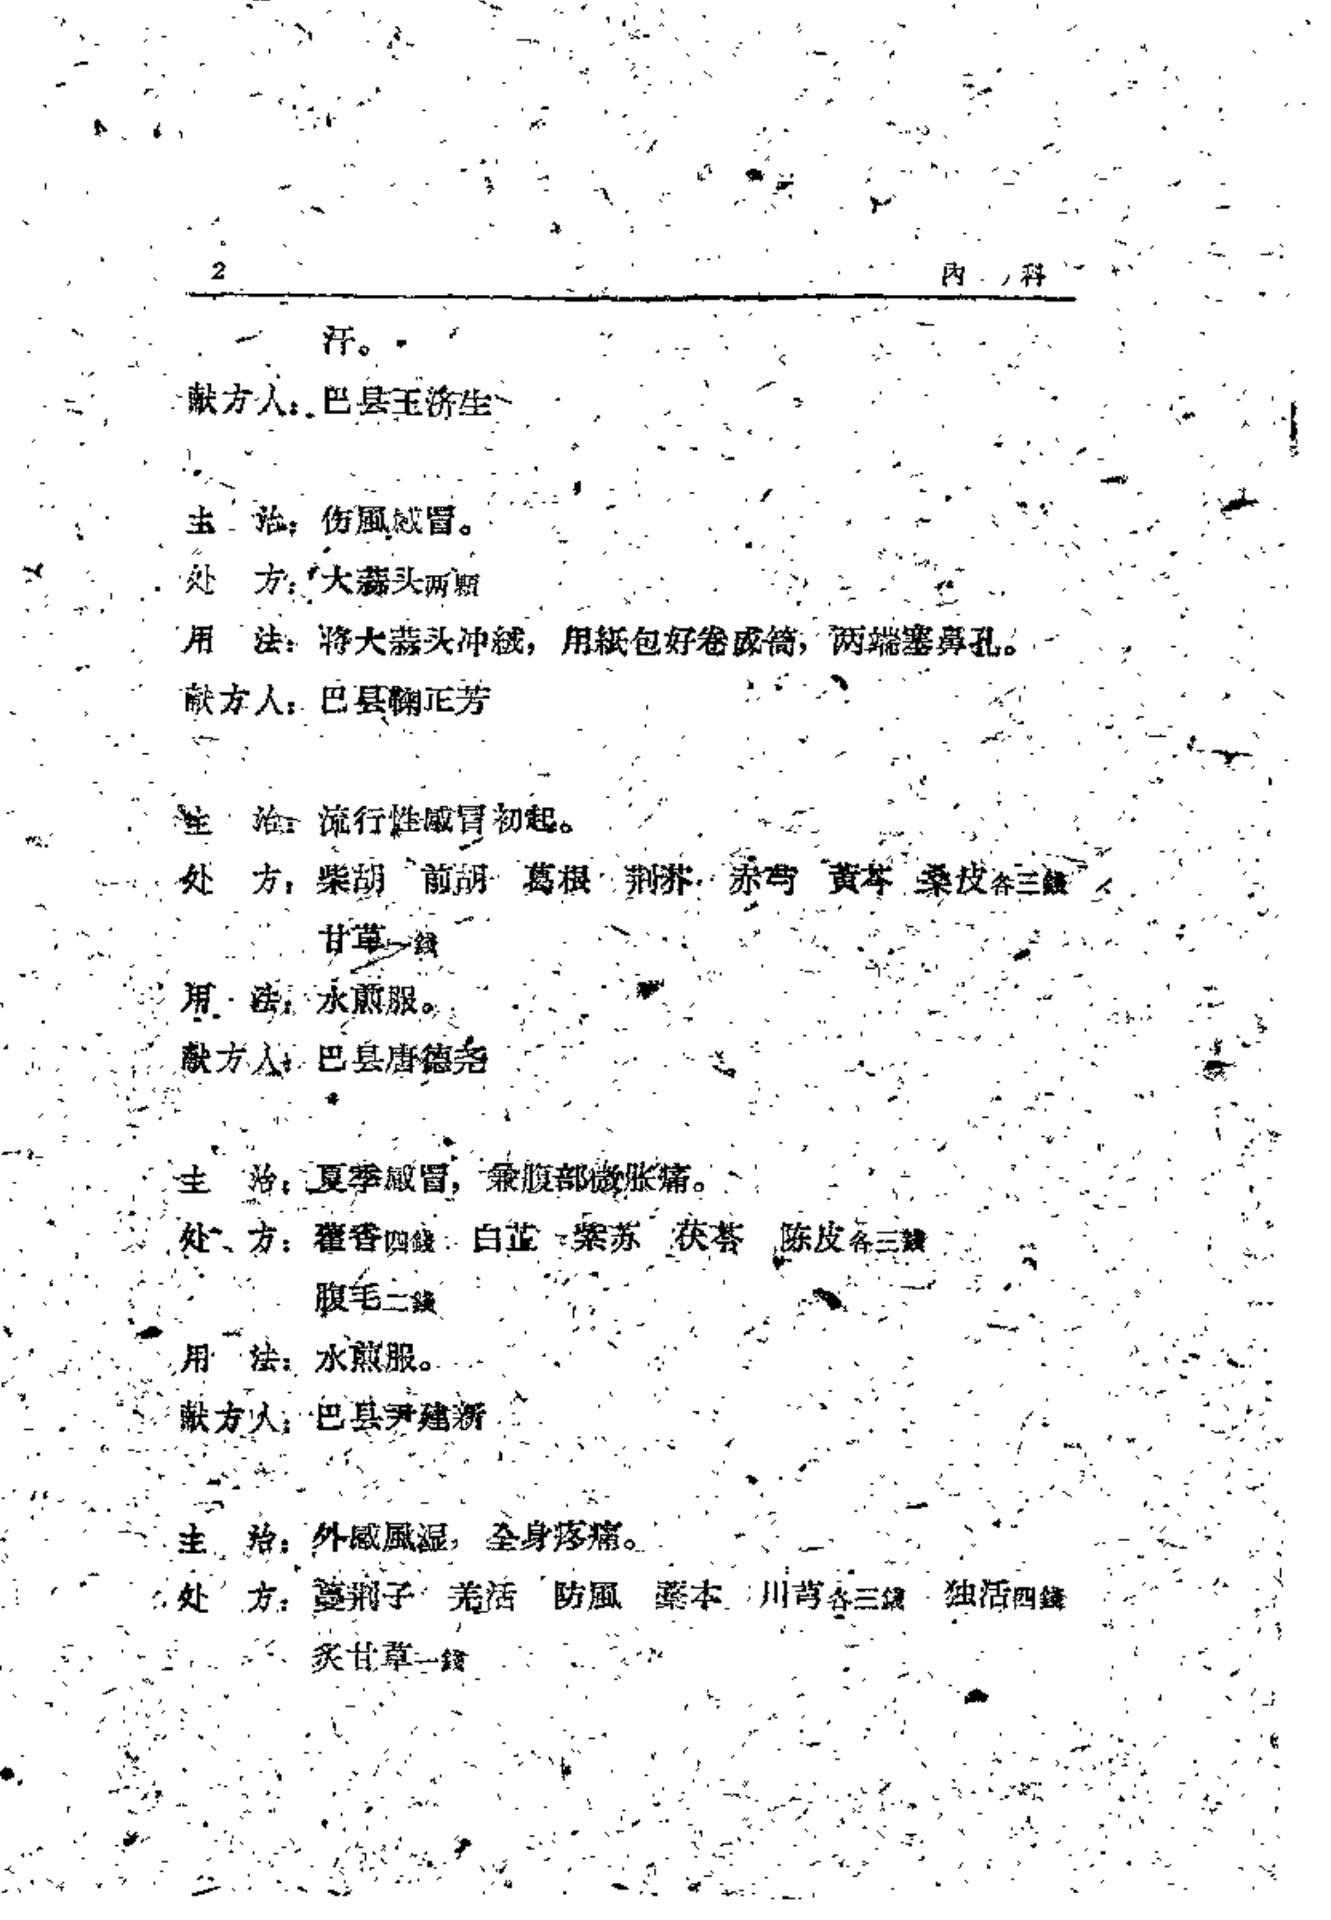 2 内科
汗。
献方人：巴县王济生
主 治：伤風感冒。
处 方：大蒜头两顆
用 法：将大蒜头冲絨，用紙包好卷成筒，两端塞鼻孔。
献方人：巴县鞠正芳
主 治：流行性感冒初起。
处 方：柴胡 前胡 葛根 荆芥 赤芍 黄芩 桑皮各三錢
甘草一錢
用 法：水煎服。
献方人：巴县唐德尧
主 治：夏季感冒，兼腹部微胀痛。
处 方：藿香四錢 白芷 紫苏 茯苓 陈皮各三錢
腹毛二錢
用 法：水煎服。
献方人：巴县尹建新
主 治：外感風湿，全身疼痛。
处 方：蔓荆子 羌活 防風 藁本 川芎各三錢 独活四錢
炙甘草一錢